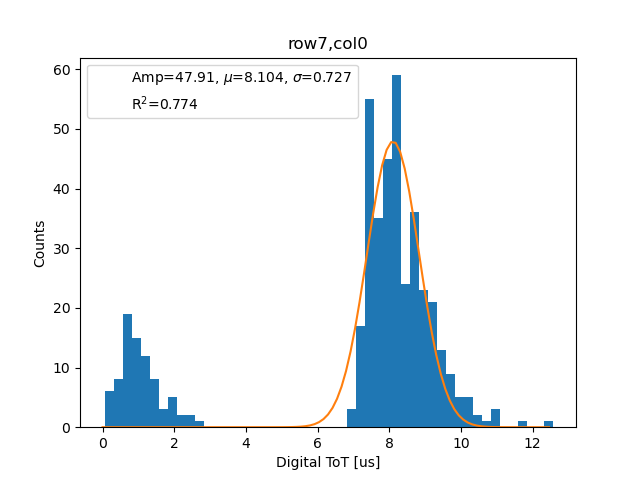 row7,col0
Amp=47.91, μ=8.104, σ=0.727
R²=0.774
60
50
40
30
20
10
0
Counts
0 2 4 6 8 10 12
Digital ToT [us]